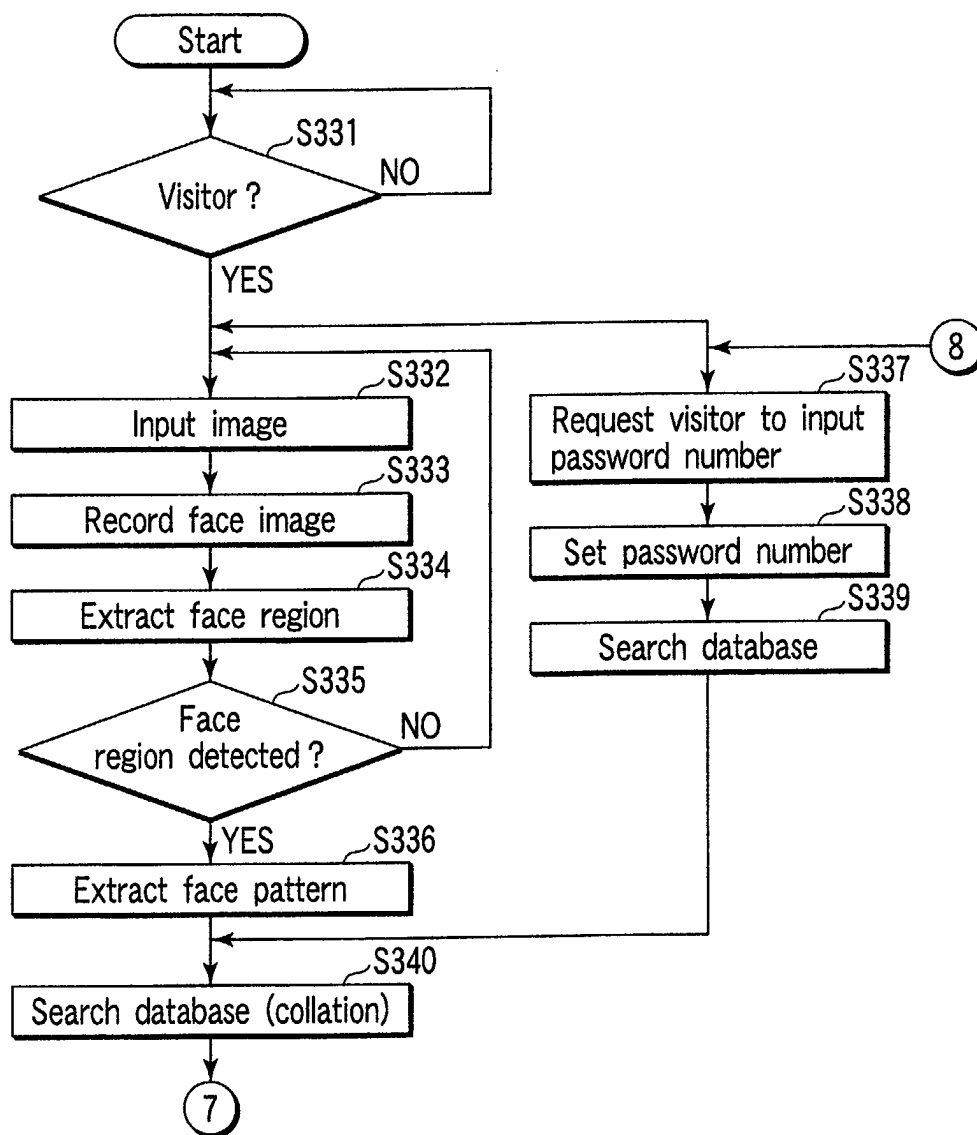 Start
S331
Visitor ?
NO
YES
8
S332
Input image
S333
Record face image
S334
Extract face region
S335
Face
region detected ?
NO
YES
S336
Extract face pattern
S337
Request visitor to input
password number
S338
Set password number
S339
Search database
S340
Search database (collation)
7